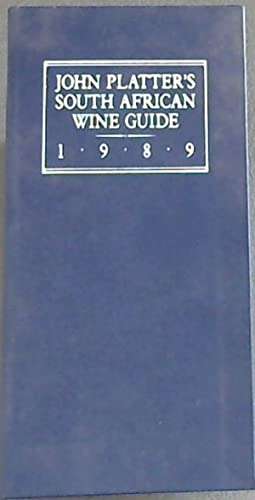 JOHN PLATTER'S
SOUTH AFRICAN
WINE GUIDE
1·9·8·9